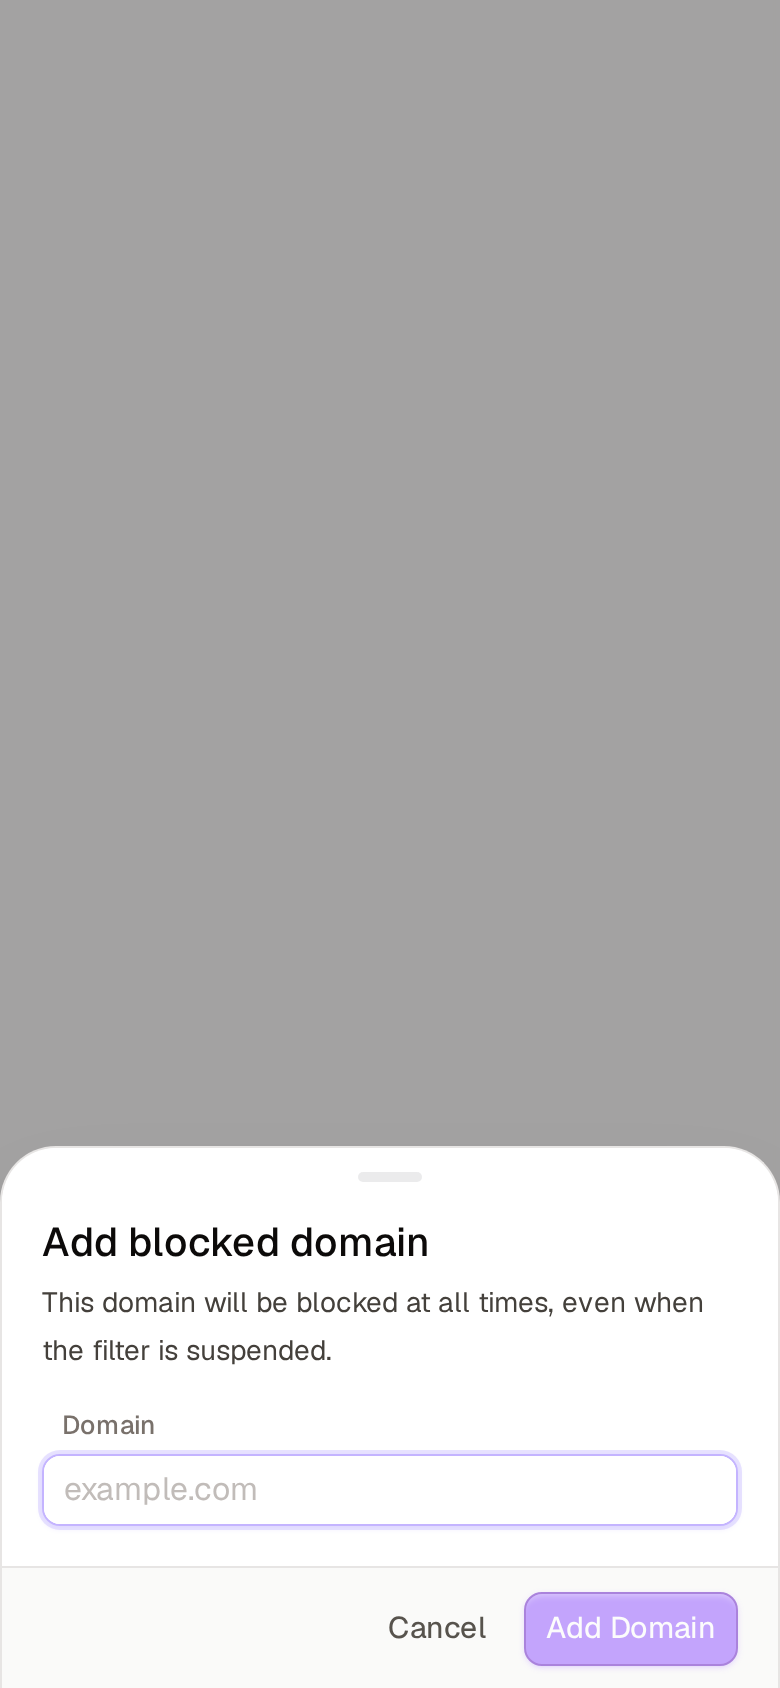 Add blocked domain
This domain will be blocked at all times, even when
the filter is suspended.
Domain
example.com
Cancel
Add Domain